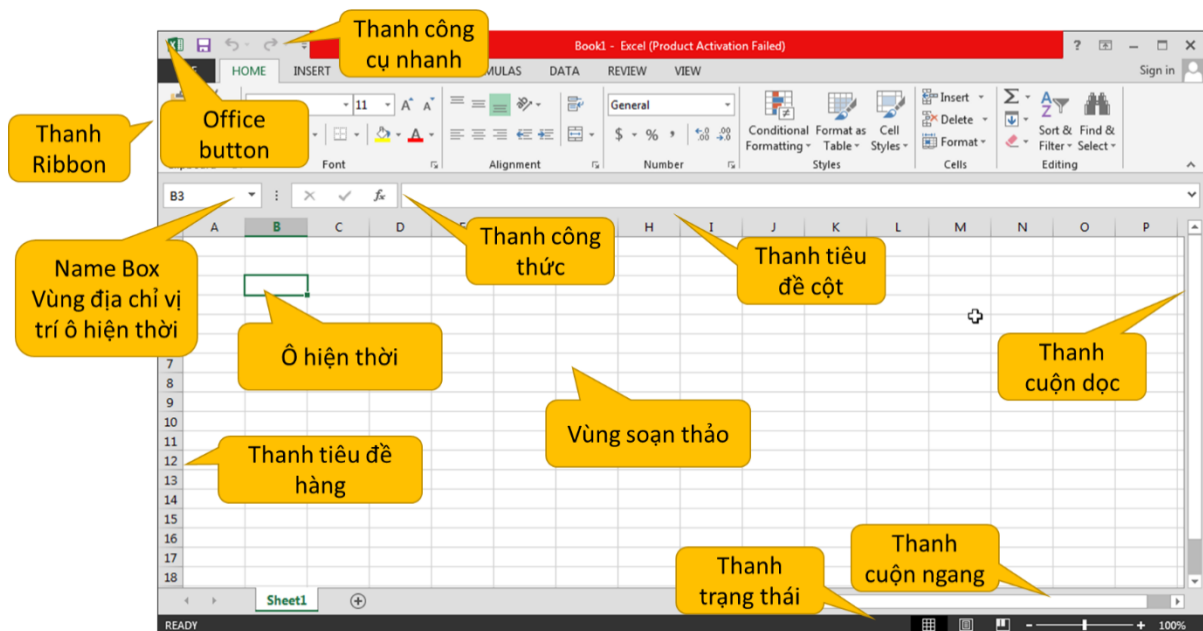 Thanh công
cụ nhanh
Book1 - Excel (Product Activation Failed)
?
HOME
INS
MULAS
DATA
REVIEW
VIEW
Sign in
Office
button
Thanh
Ribbon
11
A A
General
$ % ,
Conditional
Formatting
Format as
Table
Cell
Styles
Insert
Delete
Format
Σ
Sort &
Filter
Find &
Select
Font
Alignment
Number
Styles
Cells
Editing
B3
fx
A B C D H I J K L M N O P
Thanh công
thức
Thanh tiêu
đề cột
Name Box
Vùng địa chỉ vị
trí ô hiện thời
Ô hiện thời
Thanh
cuộn dọc
7
8
9
10
11
12
13
14
15
16
17
18
Vùng soạn thảo
Thanh tiêu đề
hàng
Thanh
cuộn ngang
Thanh
trạng thái
Sheet1
READY
100%